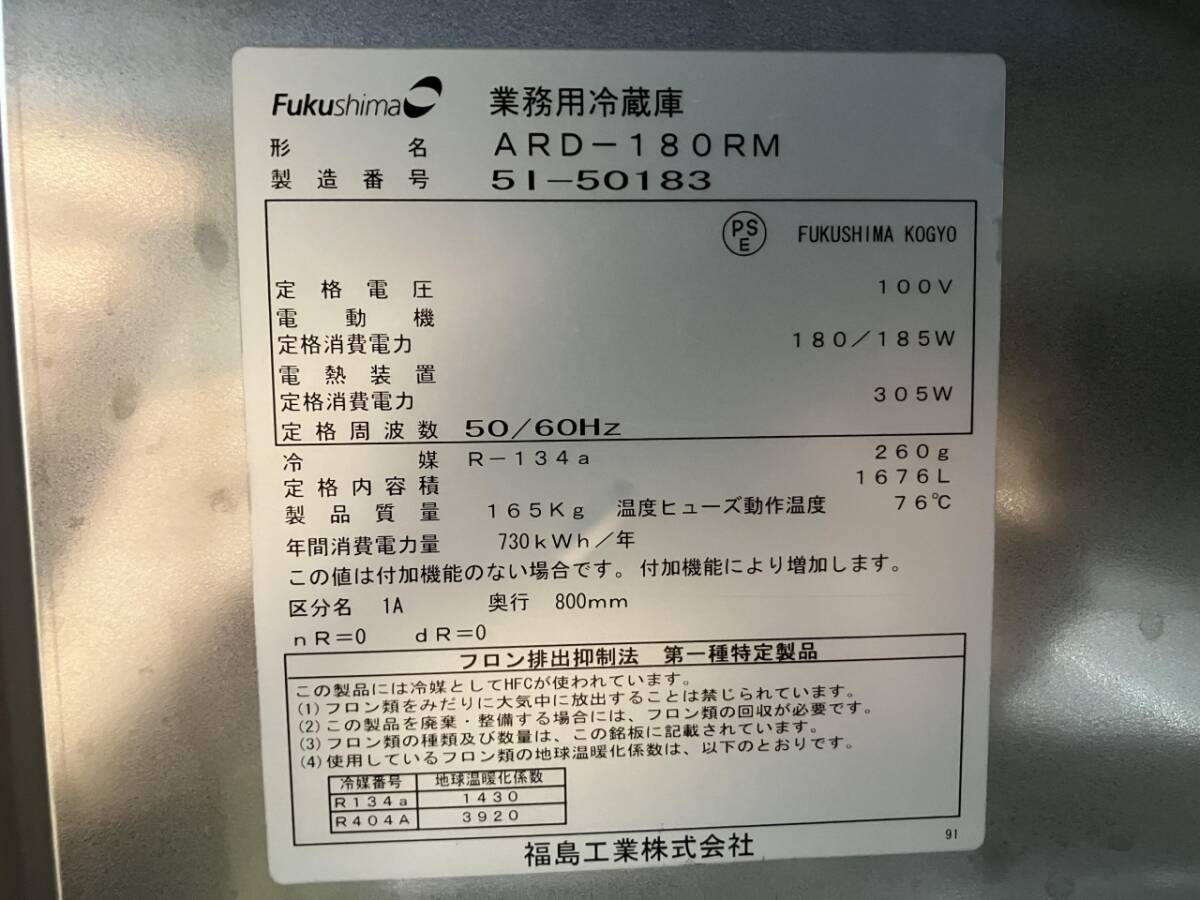 Fukushima 業務用冷蔵庫
形名 ARD-180RM
製造番号 5I-50183
PSE FUKUSHIMA KOGYO
定格電圧 100V
電動機
定格消費電力 180/185W
電熱装置
定格消費電力 305W
定格周波数 50/60Hz
冷媒 R-134a 260g
定格内容積 1676L
製品質量 165Kg 温度ヒューズ動作温度 76℃
年間消費電力量 730kWh/年
この値は付加機能のない場合です。付加機能により増加します。
区分名 1A 奥行 800mm
nR=0 dR=0
フロン排出抑制法 第一種特定製品
この製品には冷媒としてHFCが使われています。
(1)フロン類をみだりに大気中に放出することは禁じられています。
(2)この製品を廃棄・整備する場合には、フロン類の回収が必要です。
(3)フロン類の種類及び数量は、この銘板に記載されています。
(4)使用しているフロン類の地球温暖化係数は、以下のとおりです。
冷媒番号 地球温暖化係数
R134a 1430
R404A 3920
福島工業株式会社
91